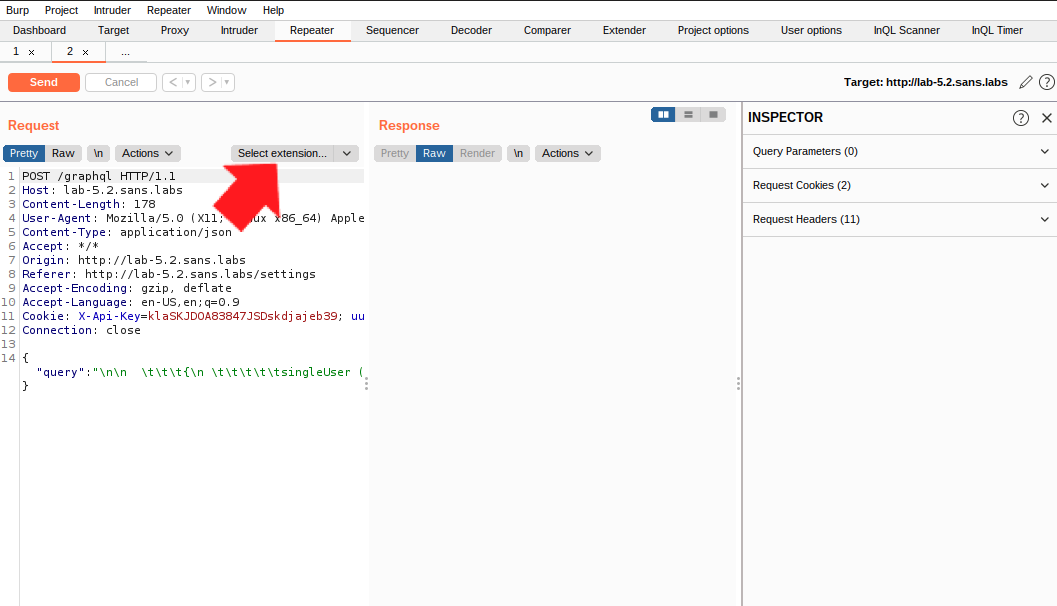 Burp Project Intruder Repeater Window Help
Dashboard Target Proxy Intruder Repeater Sequencer Decoder Comparer Extender Project options User options InQL Scanner InQL Timer
1 × 2 × ...
Send Cancel < > Target: http://lab-5.2.sans.labs ?
Request Response INSPECTOR ?
Pretty Raw \n Actions Select extension... Pretty Raw Render \n Actions
Query Parameters (0)
Request Cookies (2)
Request Headers (11)
1 POST /graphql HTTP/1.1
2 Host: lab-5.2.sans.labs
3 Content-Length: 178
4 User-Agent: Mozilla/5.0 (X11; x86_64) Apple
5 Content-Type: application/json
6 Accept: */*
7 Origin: http://lab-5.2.sans.labs
8 Referer: http://lab-5.2.sans.labs/settings
9 Accept-Encoding: gzip, deflate
10 Accept-Language: en-US,en;q=0.9
11 Cookie: X-Api-Key=klaSKJDOA83847JSDskdjajeb39; uu
12 Connection: close
13
14 {
"query":"\n\n \t\t\t{\n \t\t\t\t\tsingleUser (
}